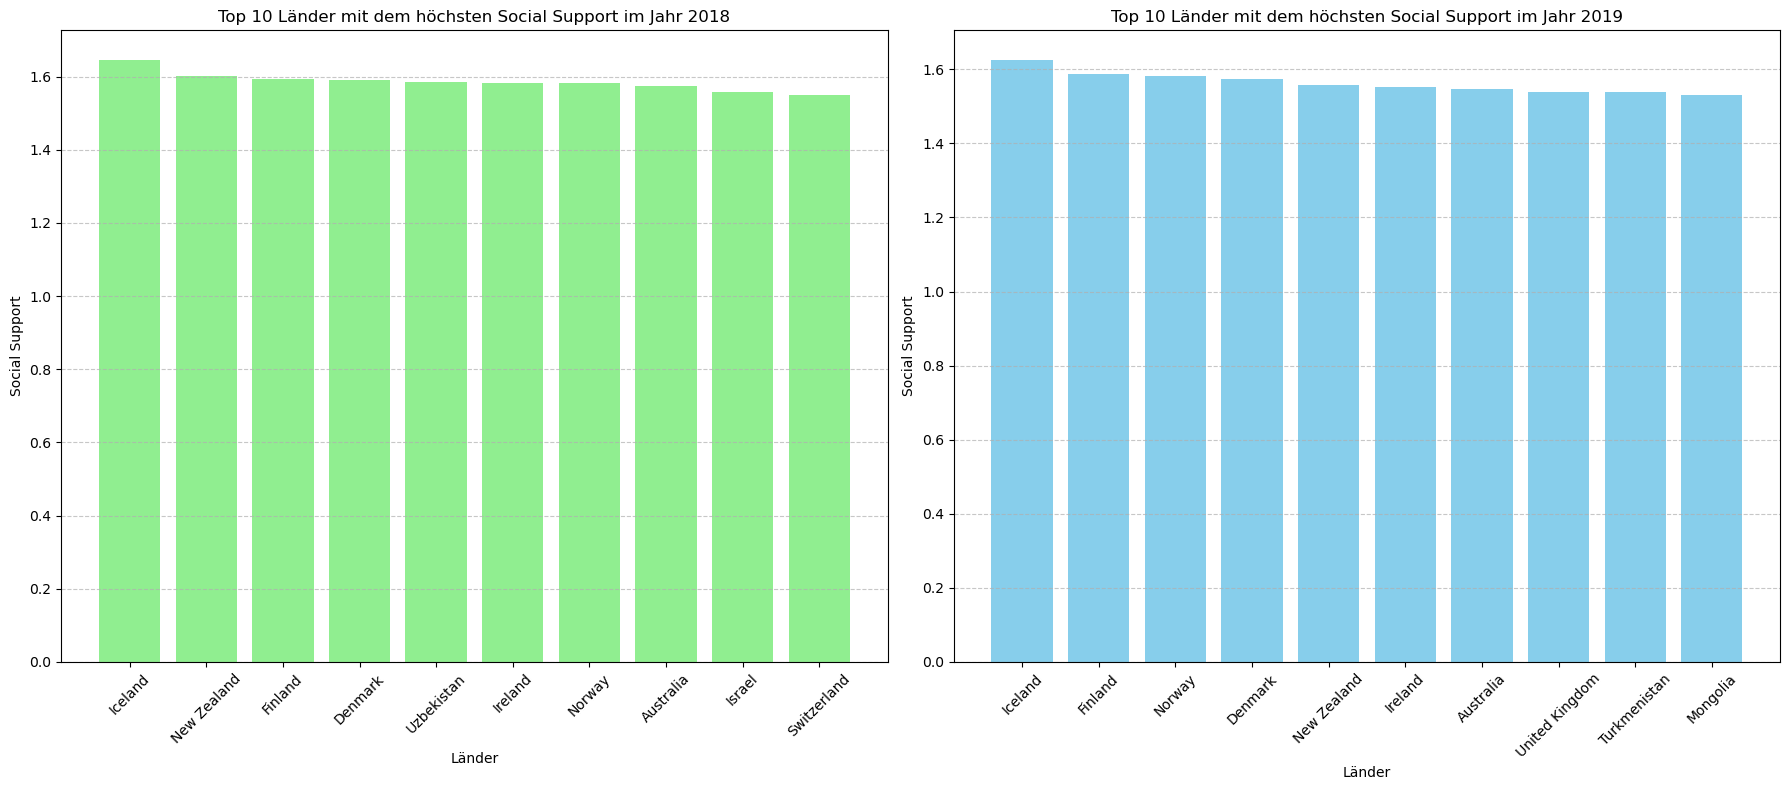 Top 10 Länder mit dem höchsten Social Support im Jahr 2018
Social Support
1.6
1.4
1.2
1.0
0.8
0.6
0.4
0.2
0.0
Iceland
New Zealand
Finland
Denmark
Uzbekistan
Ireland
Norway
Australia
Israel
Switzerland
Länder
Top 10 Länder mit dem höchsten Social Support im Jahr 2019
Social Support
1.6
1.4
1.2
1.0
0.8
0.6
0.4
0.2
0.0
Iceland
Finland
Norway
Denmark
New Zealand
Ireland
Australia
United Kingdom
Turkmenistan
Mongolia
Länder